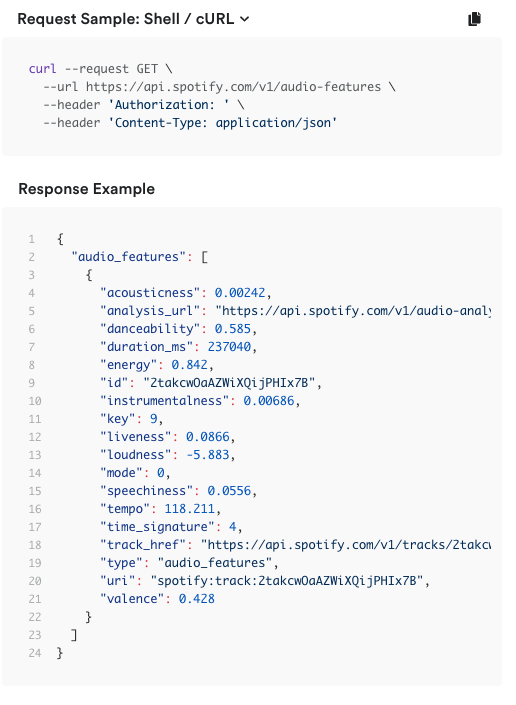 Request Sample: Shell / cURL
curl --request GET \
--url https://api.spotify.com/v1/audio-features \
--header 'Authorization: ' \
--header 'Content-Type: application/json'
Response Example
1 {
2 "audio_features": [
3 {
4 "acousticness": 0.00242,
5 "analysis_url": "https://api.spotify.com/v1/audio-analy
6 "danceability": 0.585,
7 "duration_ms": 237040,
8 "energy": 0.842,
9 "id": "2takcwOaAZWiXQijPHIx7B",
10 "instrumentalness": 0.00686,
11 "key": 9,
12 "liveness": 0.0866,
13 "loudness": -5.883,
14 "mode": 0,
15 "speechiness": 0.0556,
16 "tempo": 118.211,
17 "time_signature": 4,
18 "track_href": "https://api.spotify.com/v1/tracks/2takcw
19 "type": "audio_features",
20 "uri": "spotify:track:2takcwOaAZWiXQijPHIx7B",
21 "valence": 0.428
22 }
23 ]
24 }